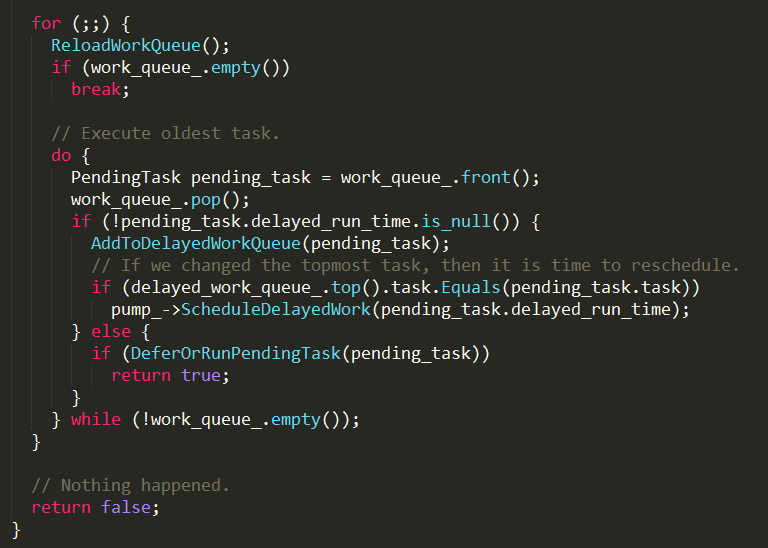 for (;;) {
ReloadWorkQueue();
if (work_queue_.empty())
break;
// Execute oldest task.
do {
PendingTask pending_task = work_queue_.front();
work_queue_.pop();
if (!pending_task.delayed_run_time.is_null()) {
AddToDelayedWorkQueue(pending_task);
// If we changed the topmost task, then it is time to reschedule.
if (delayed_work_queue_.top().task.Equals(pending_task.task))
pump_->ScheduleDelayedWork(pending_task.delayed_run_time);
} else {
if (DeferOrRunPendingTask(pending_task))
return true;
}
} while (!work_queue_.empty());
}
// Nothing happened.
return false;
}